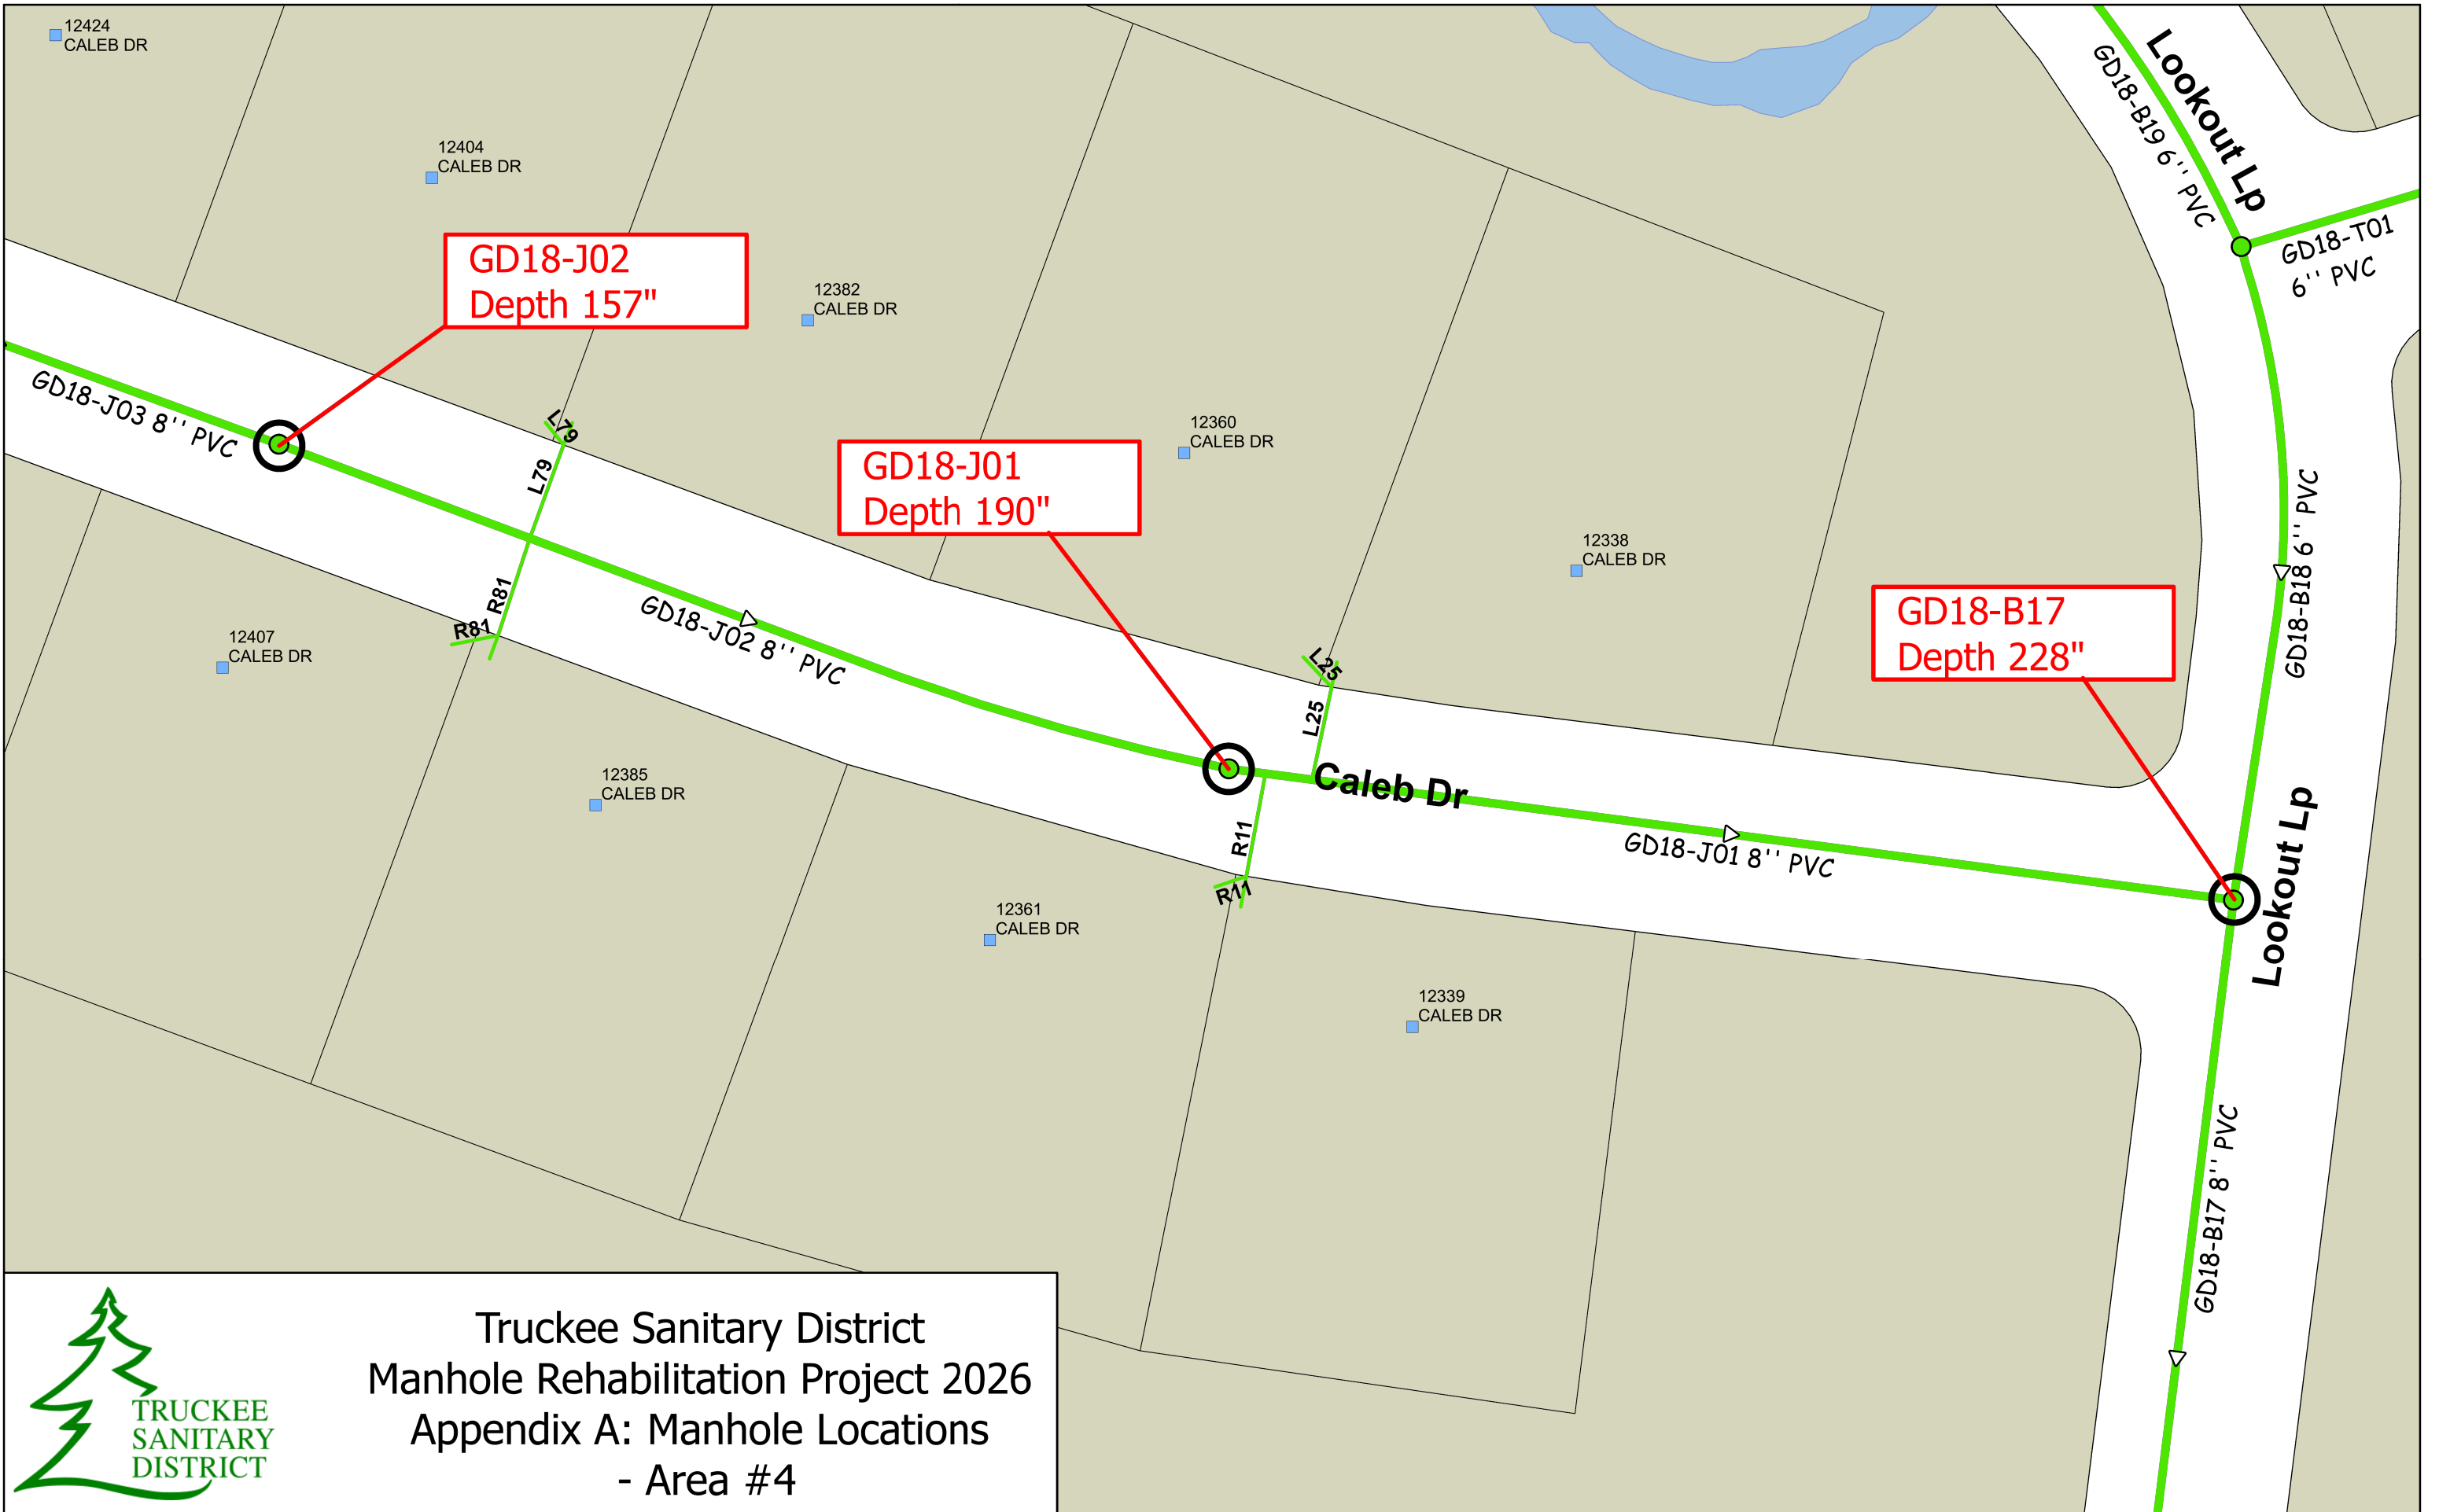 12424
CALEB DR
Lookout Lp
GD18-B19 6'' PVC
12404
CALEB DR
GD18-T01
6'' PVC
GD18-J02
Depth 157"
12382
CALEB DR
GD18-J03 8'' PVC
L79
L79
12360
CALEB DR
GD18-J01
Depth 190"
GD18-B18 6'' PVC
12338
CALEB DR
R81
R81
GD18-J02 8'' PVC
GD18-B17
Depth 228"
12407
CALEB DR
L25
L25
12385
CALEB DR
Caleb Dr
R11
R11
GD18-J01 8'' PVC
Lookout Lp
12361
CALEB DR
12339
CALEB DR
GD18-B17 8'' PVC
TRUCKEE
SANITARY
DISTRICT
Truckee Sanitary District
Manhole Rehabilitation Project 2026
Appendix A: Manhole Locations
- Area #4